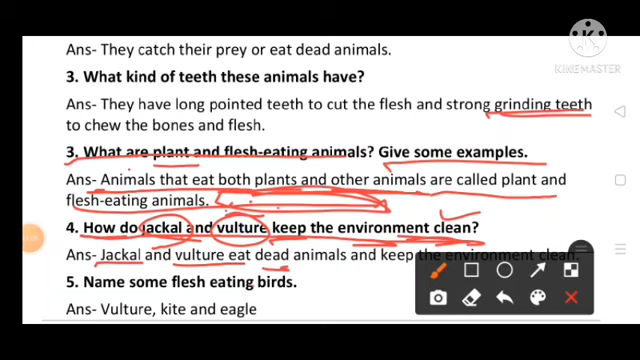 Ans- They catch their prey or eat dead animals.
KINEMASTER
3. What kind of teeth these animals have?
Ans- They have long pointed teeth to cut the flesh and strong grinding teeth
to chew the bones and flesh.
3. What are plant and flesh-eating animals? Give some examples.
Ans- Animals that eat both plants and other animals are called plant and
flesh-eating animals.
4. How do jackal and vulture keep the environment clean?
Ans- Jackal and vulture eat dead animals and keep the environment clean.
5. Name some flesh eating birds.
Ans- Vulture, kite and eagle